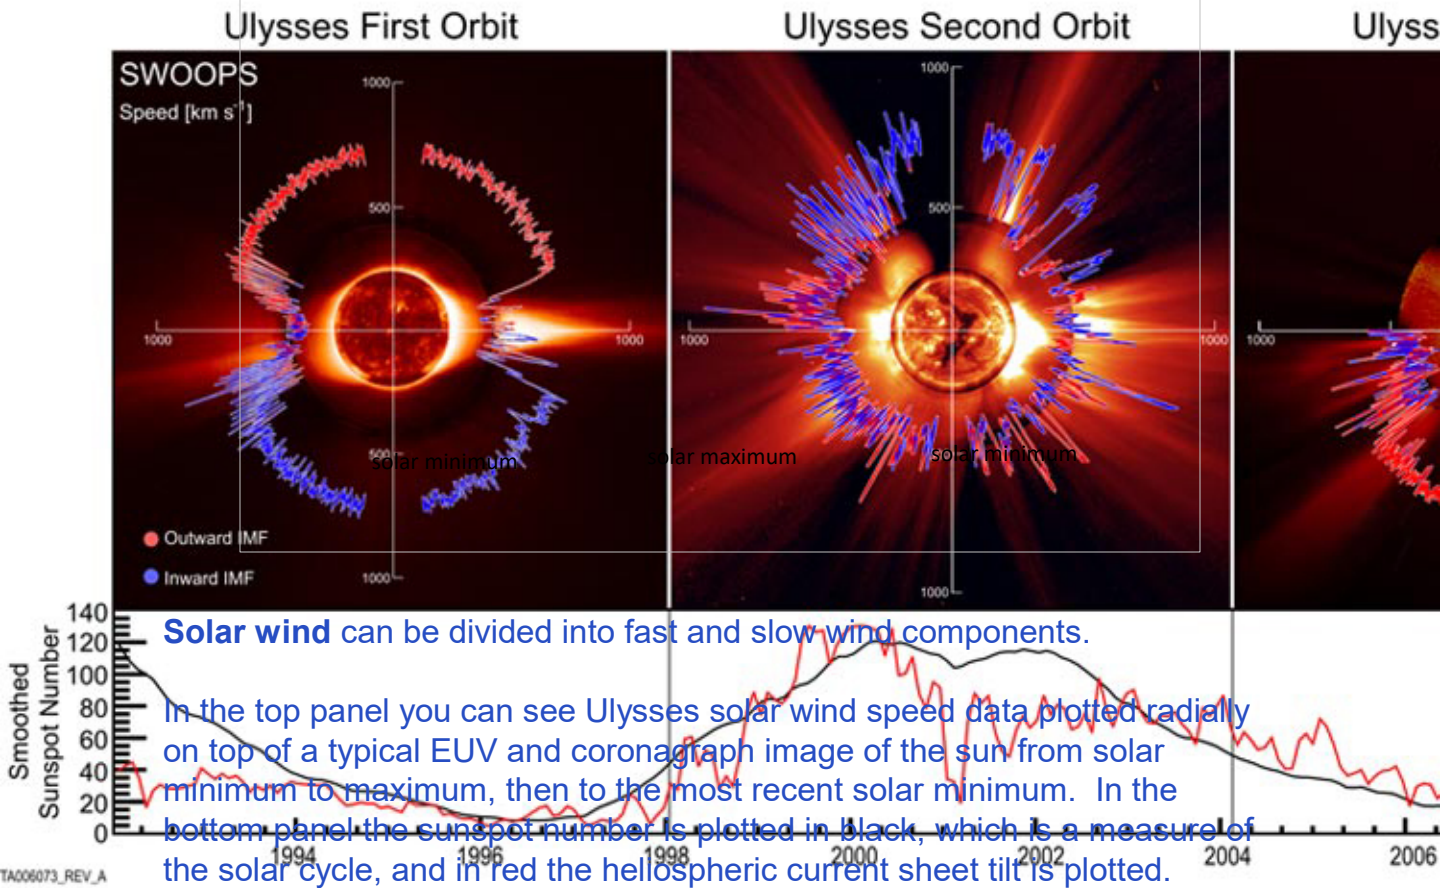 Ulysses First Orbit
Ulysses Second Orbit
Ulyss
SWOOPS
Speed [km s-1]
1000
500
1000
1000
500
1000
1000
500
1000
1000
1000
1000
solar minimum
solar maximum
solar minimum
Outward IMF
Inward IMF
Smoothed
Sunspot Number
140
120
100
80
60
40
20
0
Solar wind can be divided into fast and slow wind components.
In the top panel you can see Ulysses solar wind speed data plotted radially
on top of a typical EUV and coronagraph image of the sun from solar
minimum to maximum, then to the most recent solar minimum. In the
bottom panel the sunspot number is plotted in black, which is a measure of
the solar cycle, and in red the heliospheric current sheet tilt is plotted.
1994 1996 1998 2000 2002 2004 2006
TA006073_REV_A